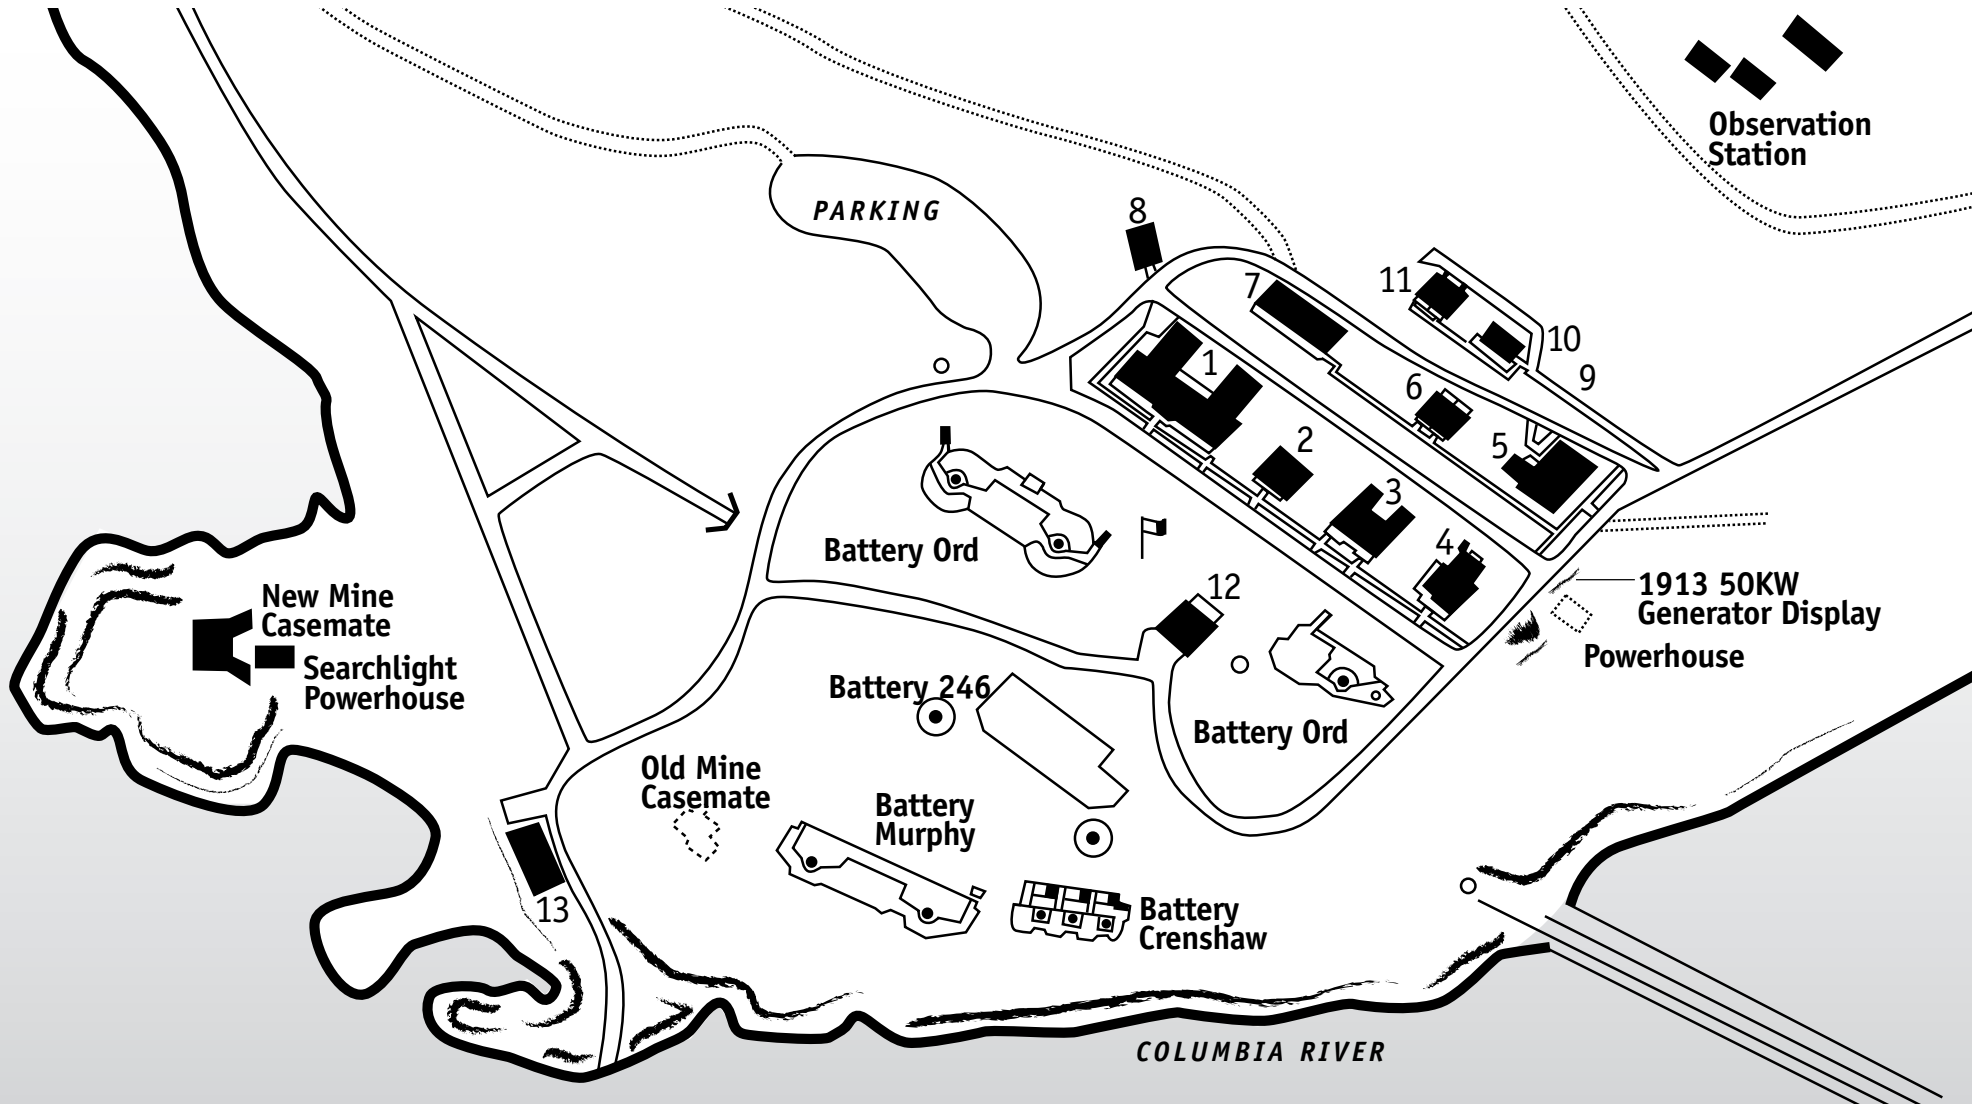 Observation
Station
PARKING
8
7
11
10
9
1
6
2
5
3
4
Battery Ord
12
1913 50KW
Generator Display
Powerhouse
New Mine
Casemate
Searchlight
Powerhouse
Battery 246
Battery Ord
Old Mine
Casemate
Battery
Murphy
13
Battery
Crenshaw
COLUMBIA RIVER